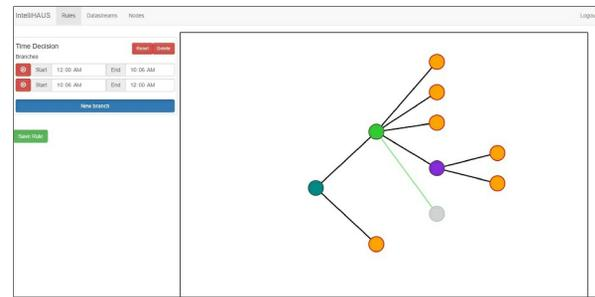 IntelliHAUS Rules Datastreams Nodes Logou
Time Decision Reset Delete
Branches
Start 12:00 AM End 10:06 AM
Start 10:06 AM End 12:00 AM
New branch
Save Rule